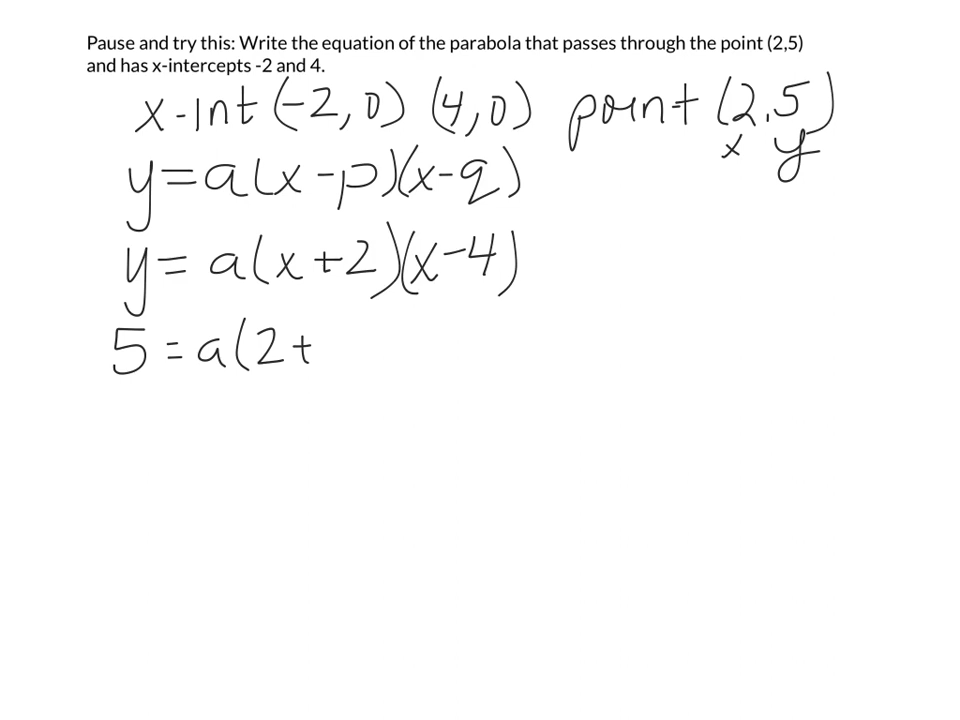 Pause and try this: Write the equation of the parabola that passes through the point (2,5)
and has x-intercepts -2 and 4.
x-int (-2,0) (4,0) point (2,5)
x y
y=a(x-p)(x-q)
y=a(x+2)(x-4)
5=a(2+